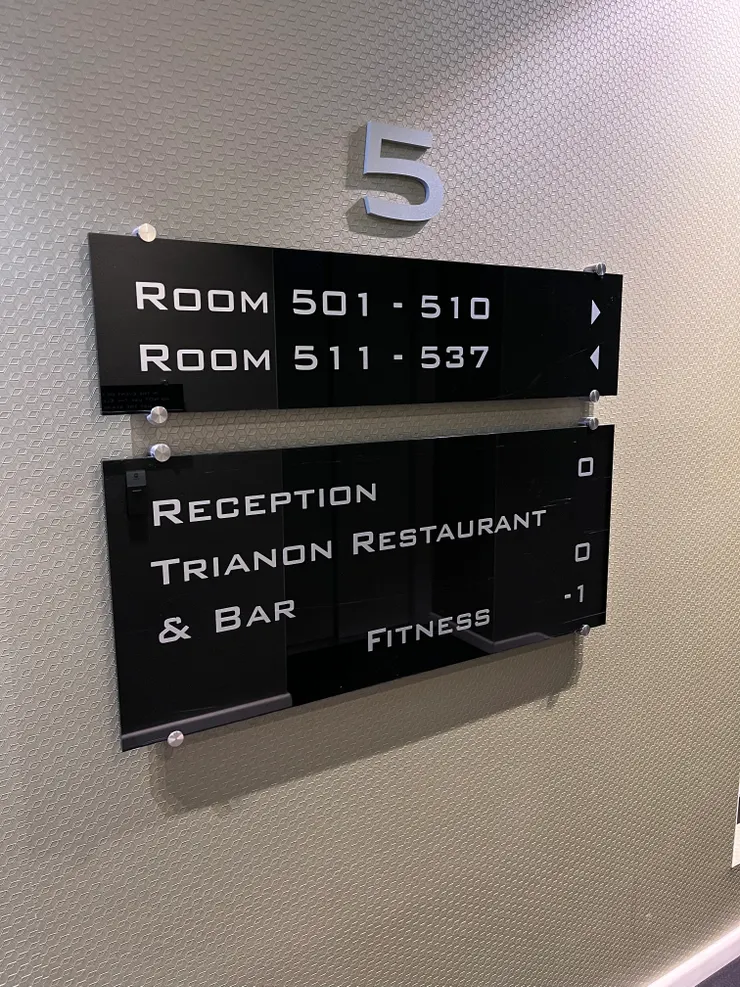 5
ROOM 501 - 510
ROOM 511 - 537
RECEPTION 0
TRIANON RESTAURANT
& BAR 0
FITNESS -1